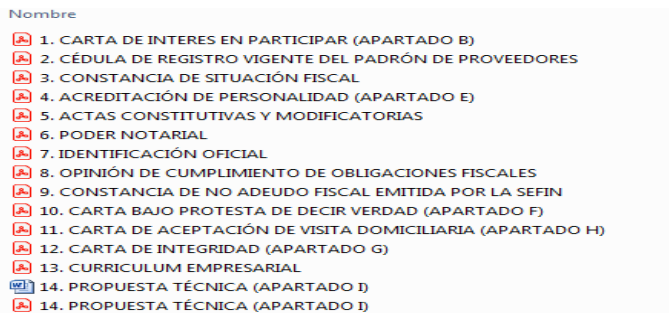 Nombre
1. CARTA DE INTERES EN PARTICIPAR (APARTADO B)
2. CÉDULA DE REGISTRO VIGENTE DEL PADRÓN DE PROVEEDORES
3. CONSTANCIA DE SITUACIÓN FISCAL
4. ACREDITACIÓN DE PERSONALIDAD (APARTADO E)
5. ACTAS CONSTITUTIVAS Y MODIFICATORIAS
6. PODER NOTARIAL
7. IDENTIFICACIÓN OFICIAL
8. OPINIÓN DE CUMPLIMIENTO DE OBLIGACIONES FISCALES
9. CONSTANCIA DE NO ADEUDO FISCAL EMITIDA POR LA SEFIN
10. CARTA BAJO PROTESTA DE DECIR VERDAD (APARTADO F)
11. CARTA DE ACEPTACIÓN DE VISITA DOMICILIARIA (APARTADO H)
12. CARTA DE INTEGRIDAD (APARTADO G)
13. CURRICULUM EMPRESARIAL
14. PROPUESTA TÉCNICA (APARTADO I)
14. PROPUESTA TÉCNICA (APARTADO I)